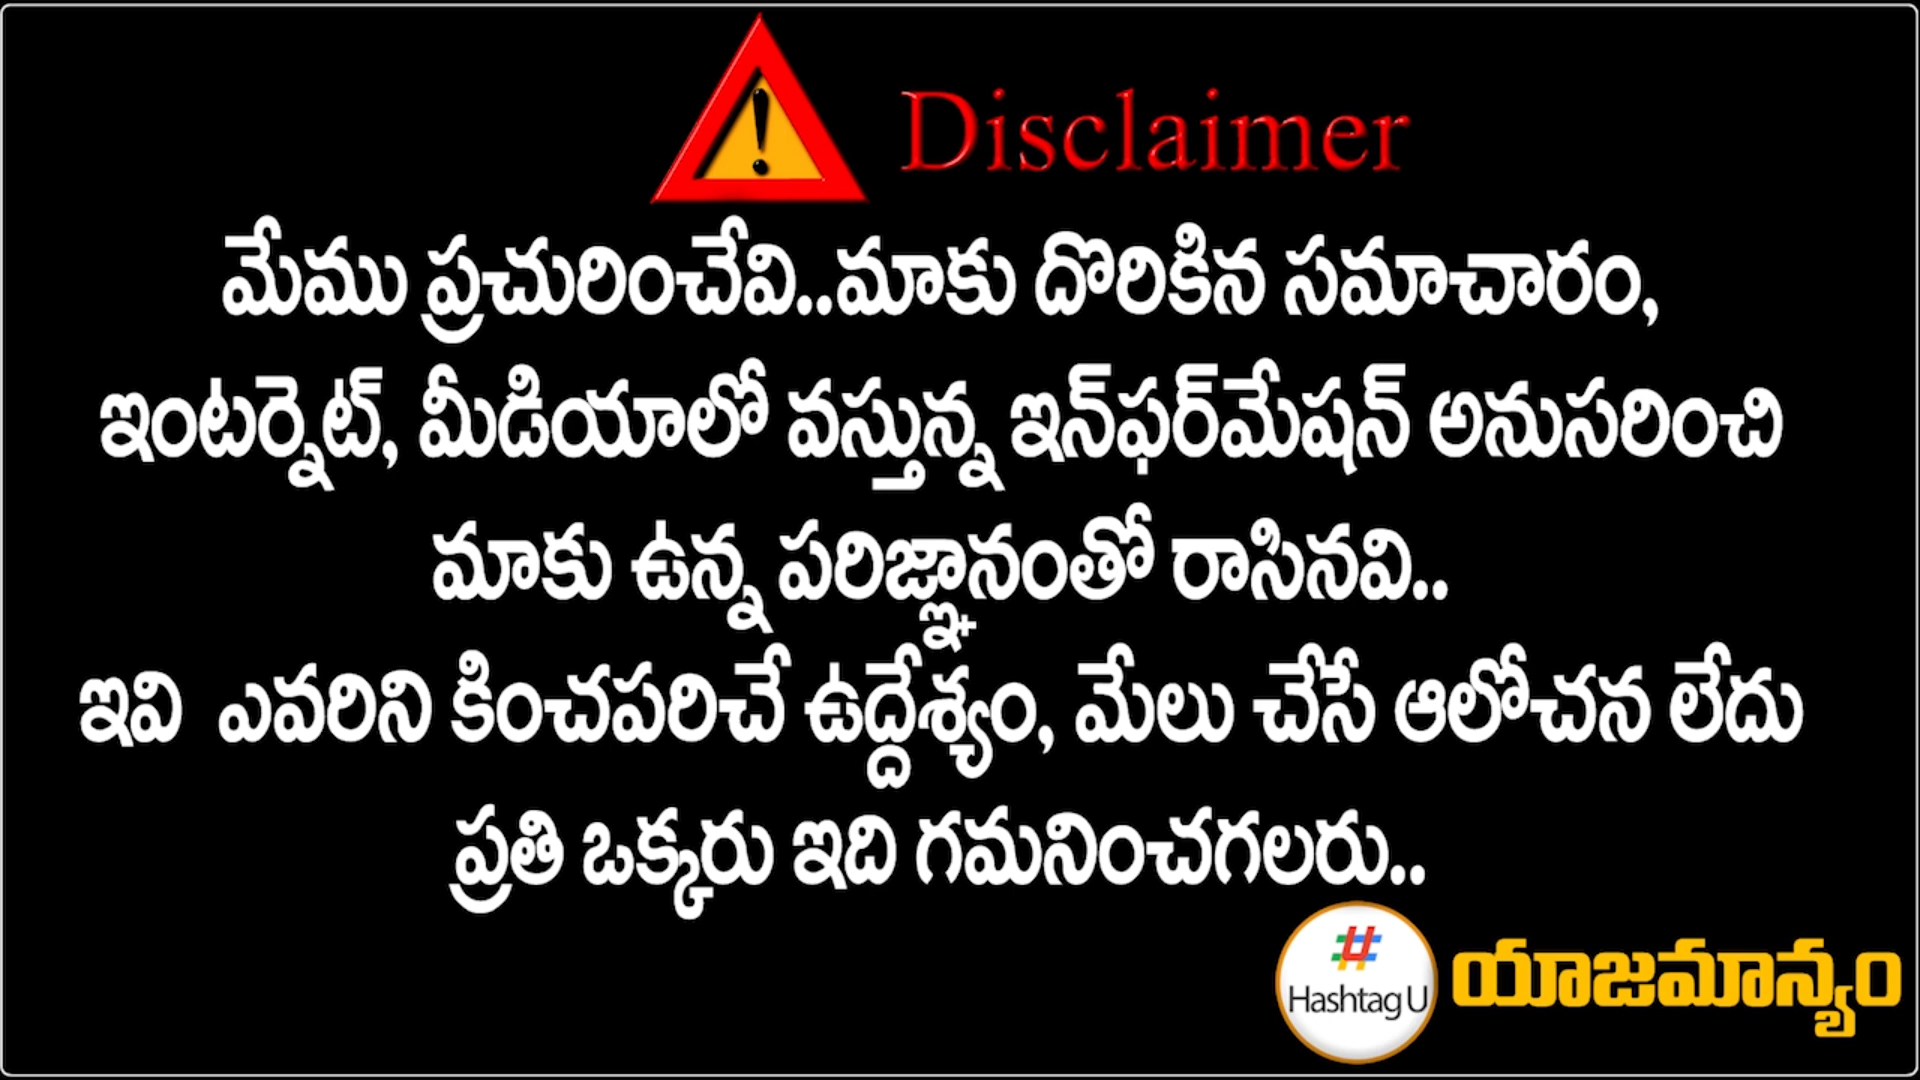 Disclaimer
మేము ప్రచురించేవి..మాకు దొరికిన సమాచారం,
ఇంటర్నెట్, మీడియాలో వస్తున్న ఇన్‌ఫర్‌మేషన్ అనుసరించి
మాకు ఉన్న పరిజ్ఞానంతో రాసినవి..
ఇవి ఎవరిని కించపరిచే ఉద్దేశ్యం, మేలు చేసే ఆలోచన లేదు
ప్రతి ఒక్కరు ఇది గమనించగలరు..
# Hashtag U
యాజమాన్యం